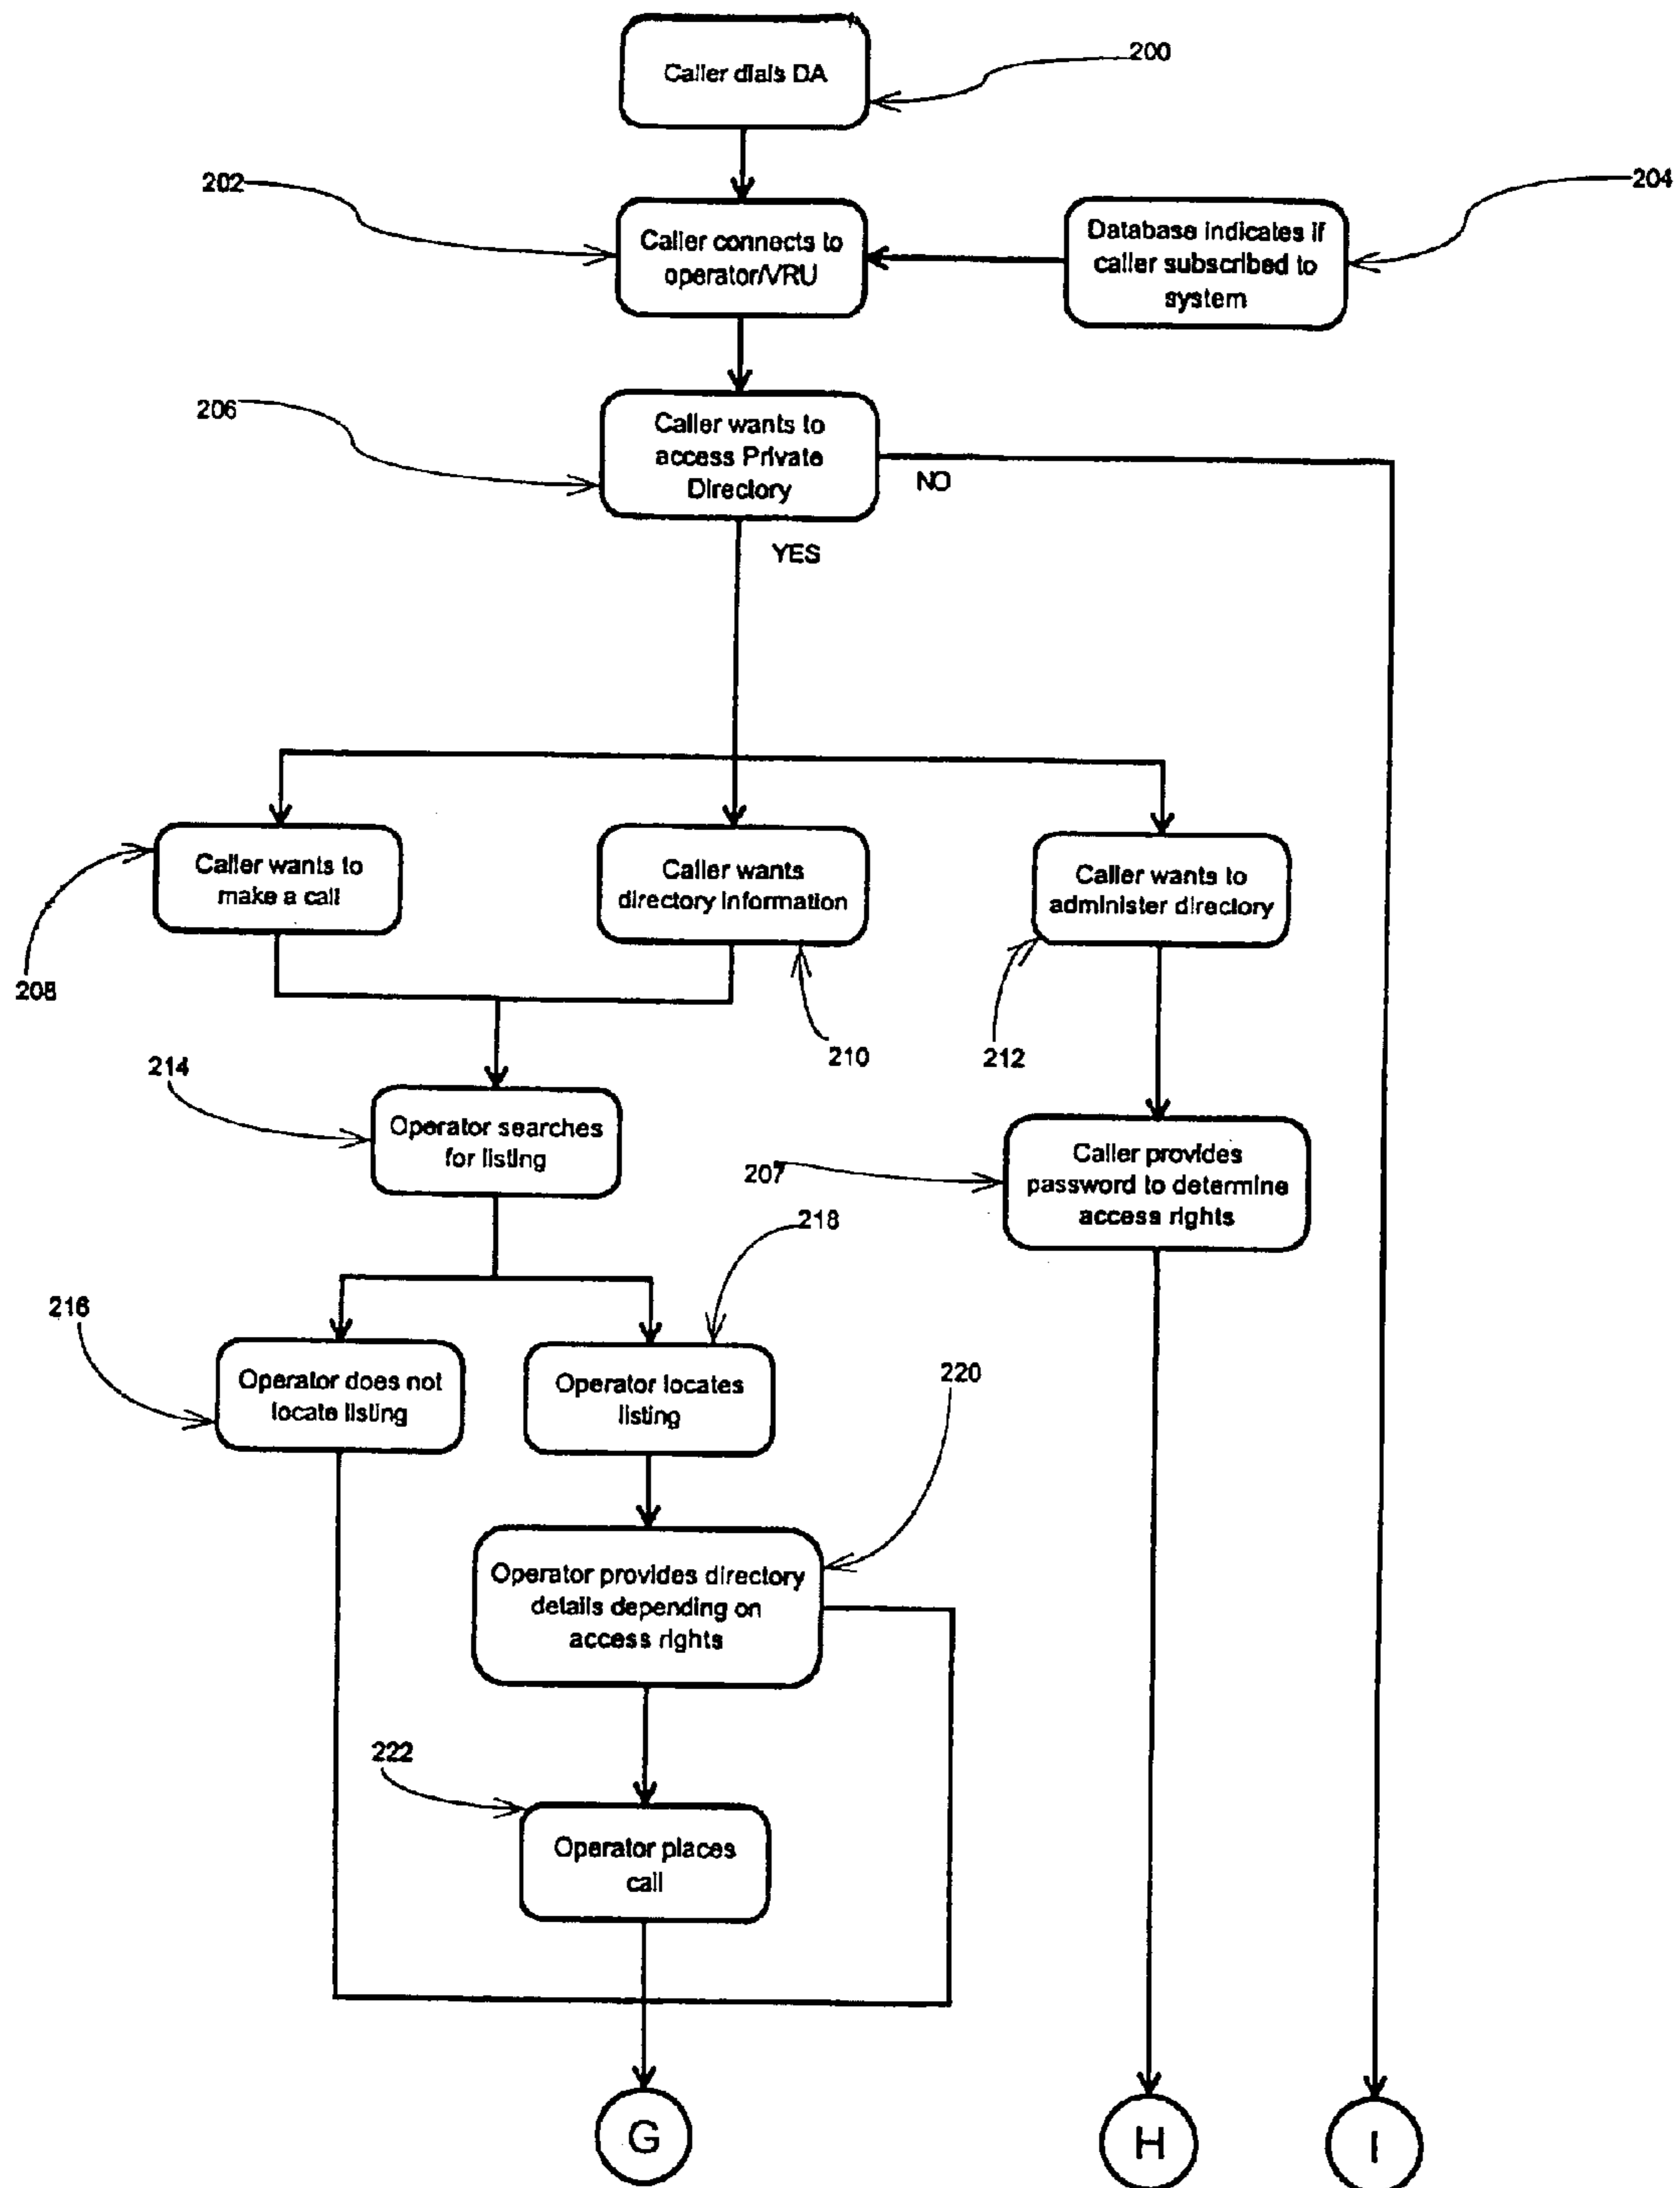 Caller dials DA
200
202
Caller connects to
operator/VRU
Database indicates if
caller subscribed to
system
204
206
Caller wants to
access Private
Directory
NO
YES
Caller wants to
make a call
Caller wants
directory information
Caller wants to
administer directory
208
210
212
214
Operator searches
for listing
207
Caller provides
password to determine
access rights
218
216
Operator does not
locate listing
Operator locates
listing
220
Operator provides directory
details depending on
access rights
222
Operator places
call
G
H
I